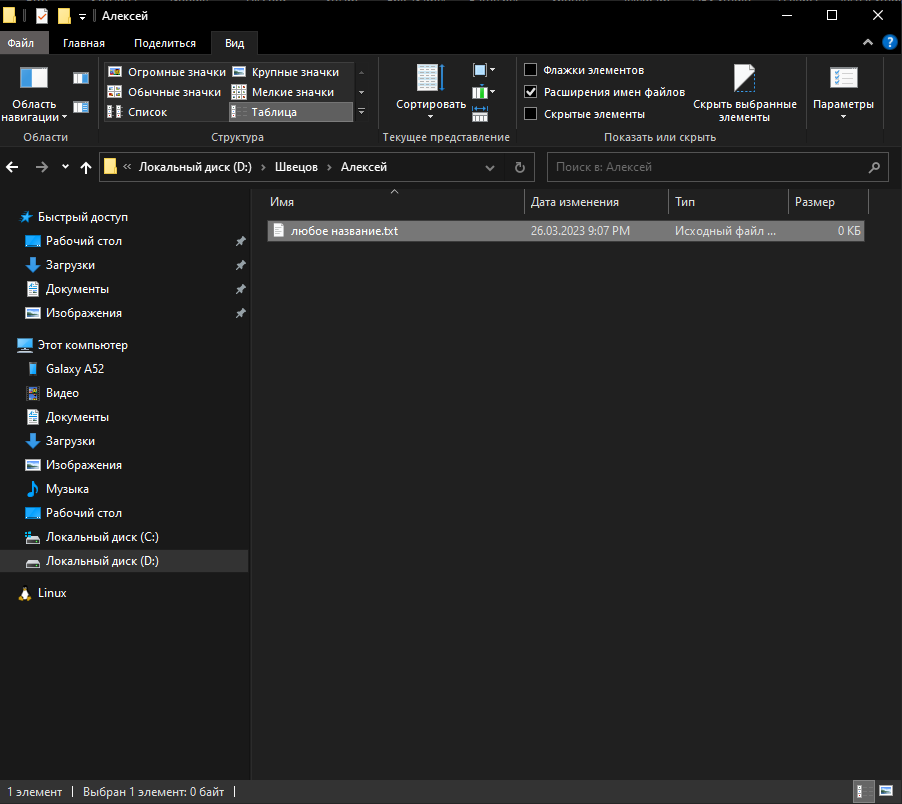 Алексей
Файл Главная Поделиться Вид
Область навигации
Огромные значки Крупные значки
Обычные значки Мелкие значки
Список Таблица
Сортировать
Флажки элементов
Расширения имен файлов
Скрытые элементы
Скрыть выбранные элементы
Параметры
Области Структура Текущее представление Показать или скрыть
« Локальный диск (D:) › Швецов › Алексей
Поиск в: Алексей
Имя Дата изменения Тип Размер
любое название.txt 26.03.2023 9:07 PM Исходный файл ... 0 КБ
Быстрый доступ
Рабочий стол
Загрузки
Документы
Изображения
Этот компьютер
Galaxy A52
Видео
Документы
Загрузки
Изображения
Музыка
Рабочий стол
Локальный диск (C:)
Локальный диск (D:)
Linux
1 элемент Выбран 1 элемент: 0 байт